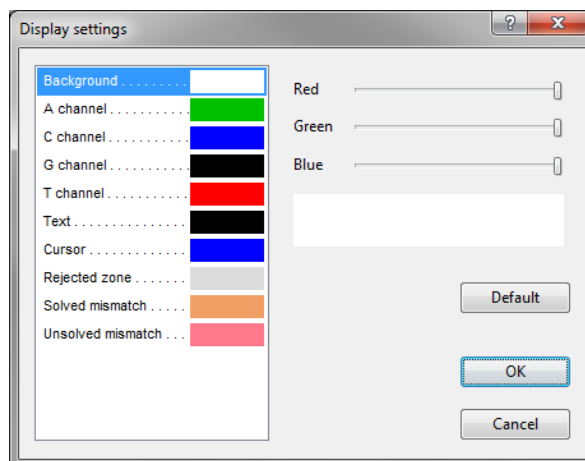 Display settings
?
Background . . . . . . . . .
A channel . . . . . . . . . . .
C channel . . . . . . . . . . .
G channel . . . . . . . . . . .
T channel . . . . . . . . . . .
Text . . . . . . . . . . . . . . .
Cursor . . . . . . . . . . . . .
Rejected zone . . . . . . .
Solved mismatch . . . . .
Unsolved mismatch . . .
Red
Green
Blue
Default
OK
Cancel